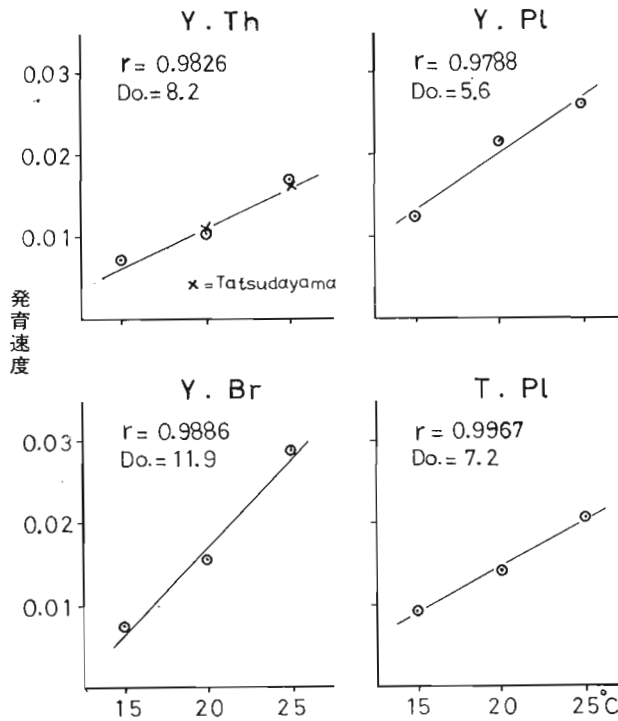 Y. Th
r = 0.9826
Do.= 8.2
0.03
0.02
0.01
×=Tatsudayama
Y. Pl
r = 0.9788
Do.= 5.6
発育速度
Y. Br
r = 0.9886
Do.= 11.9
0.03
0.02
0.01
15 20 25
T. Pl
r = 0.9967
Do.= 7.2
15 20 25℃